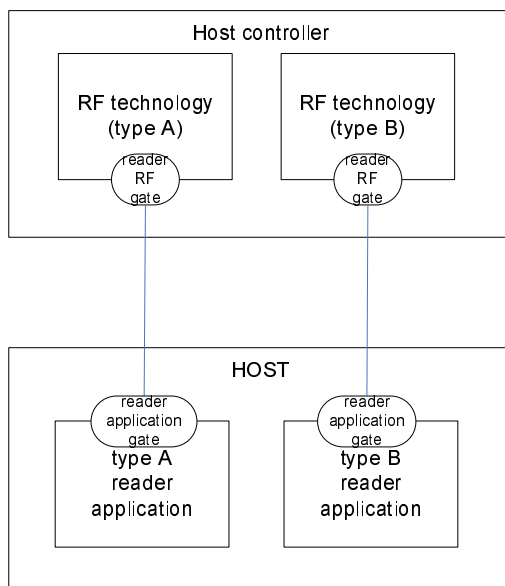 Host controller
RF technology
(type A)
reader
RF
gate
RF technology
(type B)
reader
RF
gate
HOST
reader
application
gate
type A
reader
application
reader
application
gate
type B
reader
application